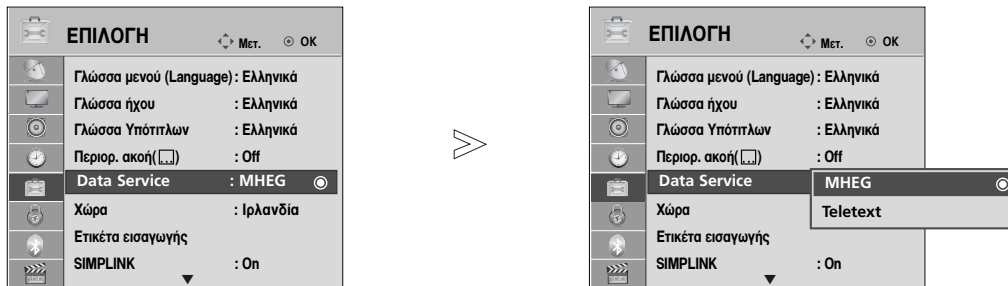 ΕΠΙΛΟΓΗ Μετ. OK
Γλώσσα μενού (Language) : Ελληνικά
Γλώσσα ήχου : Ελληνικά
Γλώσσα Υπότιτλων : Ελληνικά
Περιορ. ακοή( ) : Off
Data Service : MHEG
Χώρα : Ιρλανδία
Ετικέτα εισαγωγής
SIMPLINK : On
ΕΠΙΛΟΓΗ Μετ. OK
Γλώσσα μενού (Language) : Ελληνικά
Γλώσσα ήχου : Ελληνικά
Γλώσσα Υπότιτλων : Ελληνικά
Περιορ. ακοή( ) : Off
Data Service
MHEG
Teletext
Χώρα
Ετικέτα εισαγωγής
SIMPLINK : On